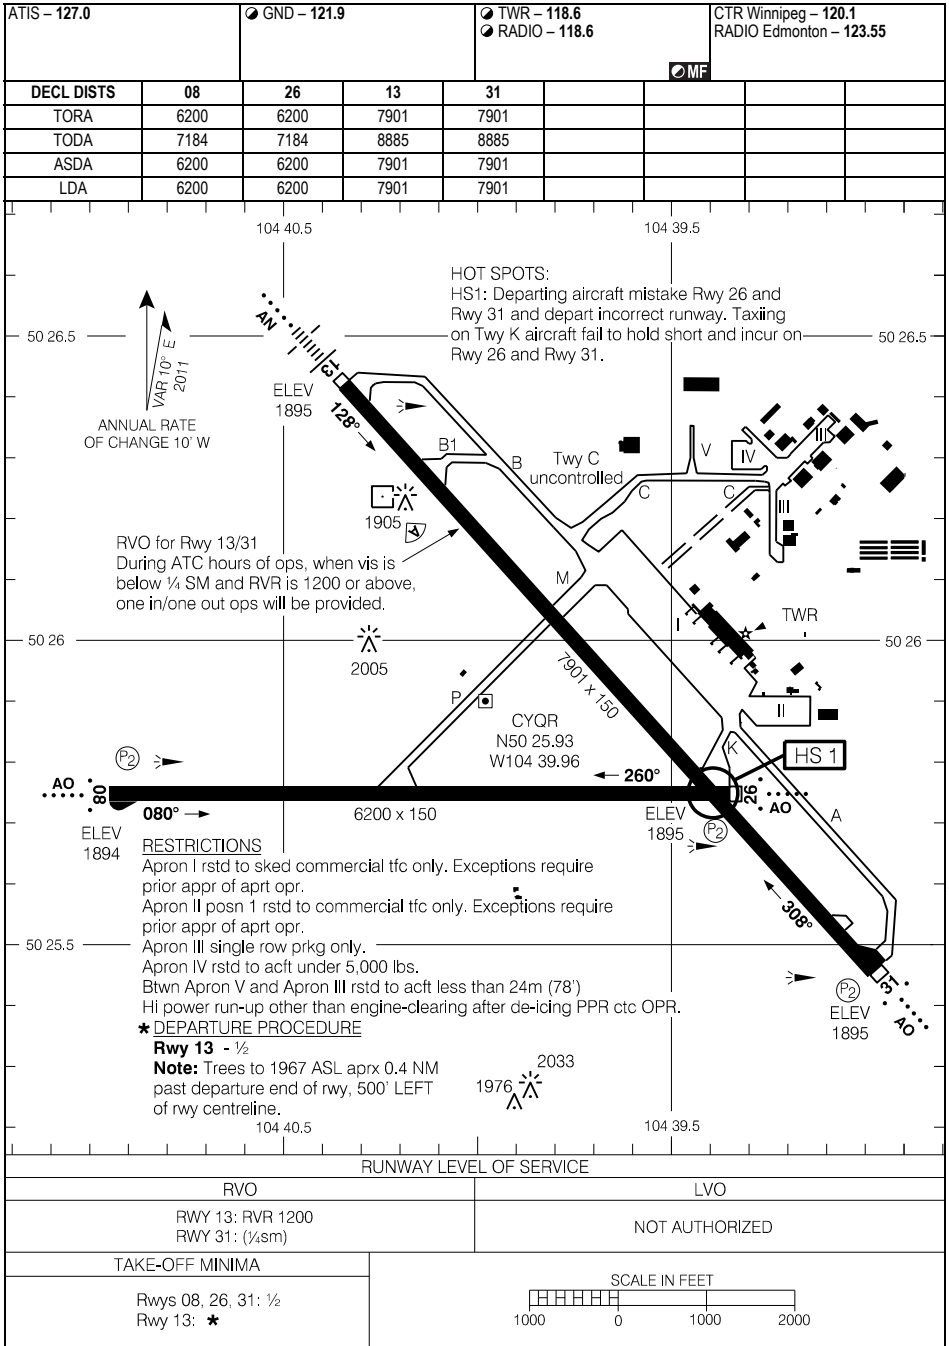 ATIS – 127.0
GND – 121.9
TWR – 118.6
RADIO – 118.6
MF
CTR Winnipeg – 120.1
RADIO Edmonton – 123.55
DECL DISTS 08 26 13 31
TORA 6200 6200 7901 7901
TODA 7184 7184 8885 8885
ASDA 6200 6200 7901 7901
LDA 6200 6200 7901 7901
104 40.5 104 39.5
HOT SPOTS:
HS1: Departing aircraft mistake Rwy 26 and
Rwy 31 and depart incorrect runway. Taxiing
on Twy K aircraft fail to hold short and incur on
Rwy 26 and Rwy 31.
50 26.5
50 26.5
AN
VAR 10° E
2011
ANNUAL RATE
OF CHANGE 10' W
13
ELEV
1895
128°
B1
B
Twy C
uncontrolled
V
IV
III
C
C
III
1905
A
RVO for Rwy 13/31
During ATC hours of ops, when vis is
below ¼ SM and RVR is 1200 or above,
one in/one out ops will be provided.
M
I
TWR
50 26
50 26
2005
7901 x 150
P
CYQR
N50 25.93
W104 39.96
II
K
HS 1
P2
260°
AO
08
080°
6200 x 150
26
AO
A
ELEV
1894
ELEV
1895
P2
RESTRICTIONS
Apron I rstd to sked commercial tfc only. Exceptions require
prior appr of aprt opr.
Apron II posn 1 rstd to commercial tfc only. Exceptions require
prior appr of aprt opr.
Apron III single row prkg only.
Apron IV rstd to acft under 5,000 lbs.
Btwn Apron V and Apron III rstd to acft less than 24m (78')
Hi power run-up other than engine-clearing after de-icing PPR ctc OPR.
308°
50 25.5
50 25.5
31
P2
ELEV
1895
AO
* DEPARTURE PROCEDURE
Rwy 13 - ½
Note: Trees to 1967 ASL aprx 0.4 NM
past departure end of rwy, 500' LEFT
of rwy centreline.
2033
1976
104 40.5 104 39.5
RUNWAY LEVEL OF SERVICE
RVO
LVO
RWY 13: RVR 1200
RWY 31: (¼sm)
NOT AUTHORIZED
TAKE-OFF MINIMA
Rwys 08, 26, 31: ½
Rwy 13: *
SCALE IN FEET
1000 0 1000 2000